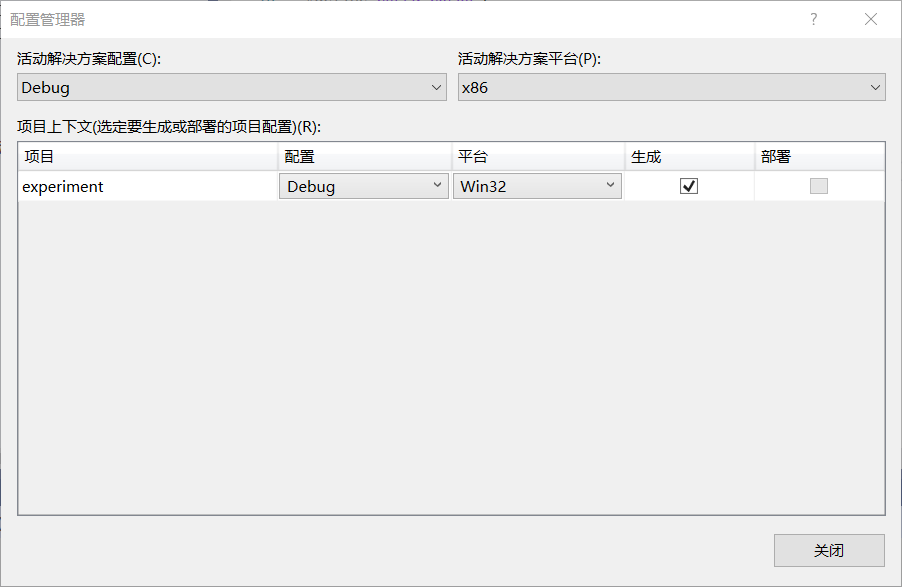 配置管理器
活动解决方案配置(C): 活动解决方案平台(P):
Debug x86
项目上下文(选定要生成或部署的项目配置)(R):
项目 配置 平台 生成 部署
experiment Debug Win32
关闭